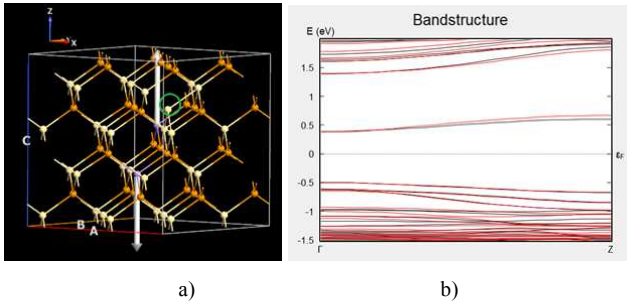 Z
Y
X
C
B
A
Bandstructure
E (eV)
1.5
1
0.5
0
εF
-0.5
-1
-1.5
Γ
Z
a)
b)